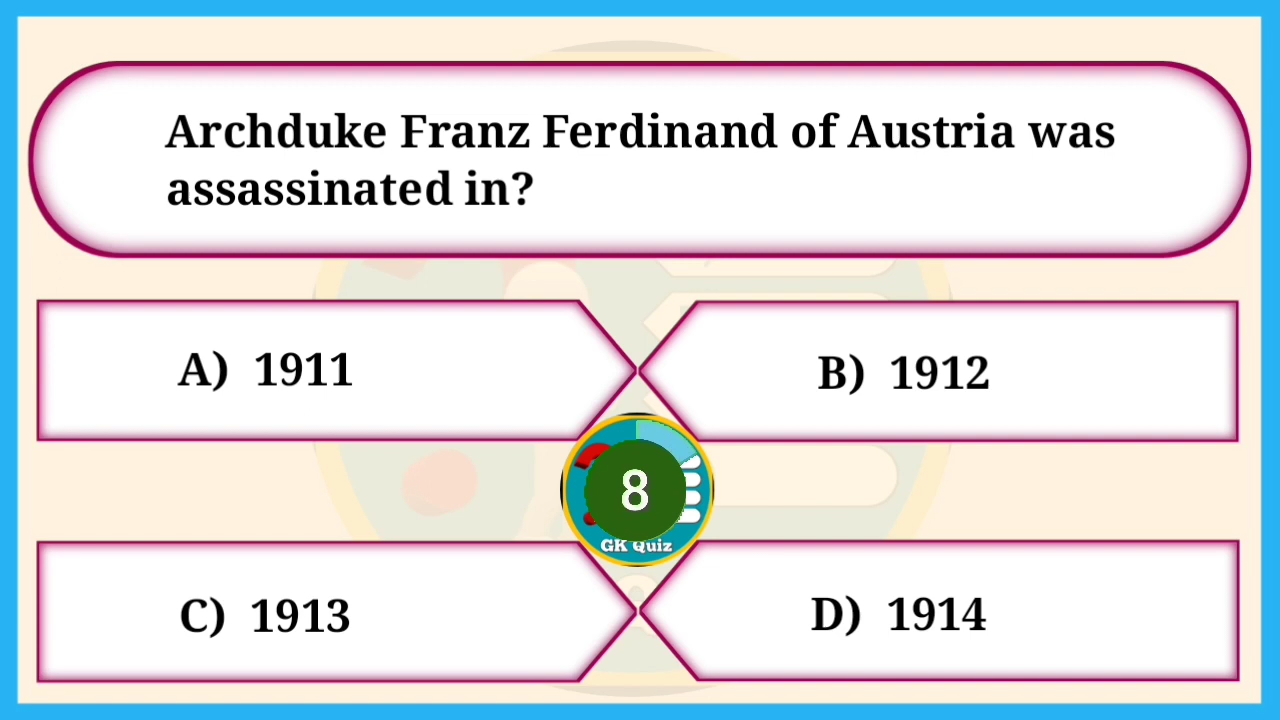 Archduke Franz Ferdinand of Austria was
assassinated in?
A) 1911
B) 1912
8
GK Quiz
C) 1913
D) 1914